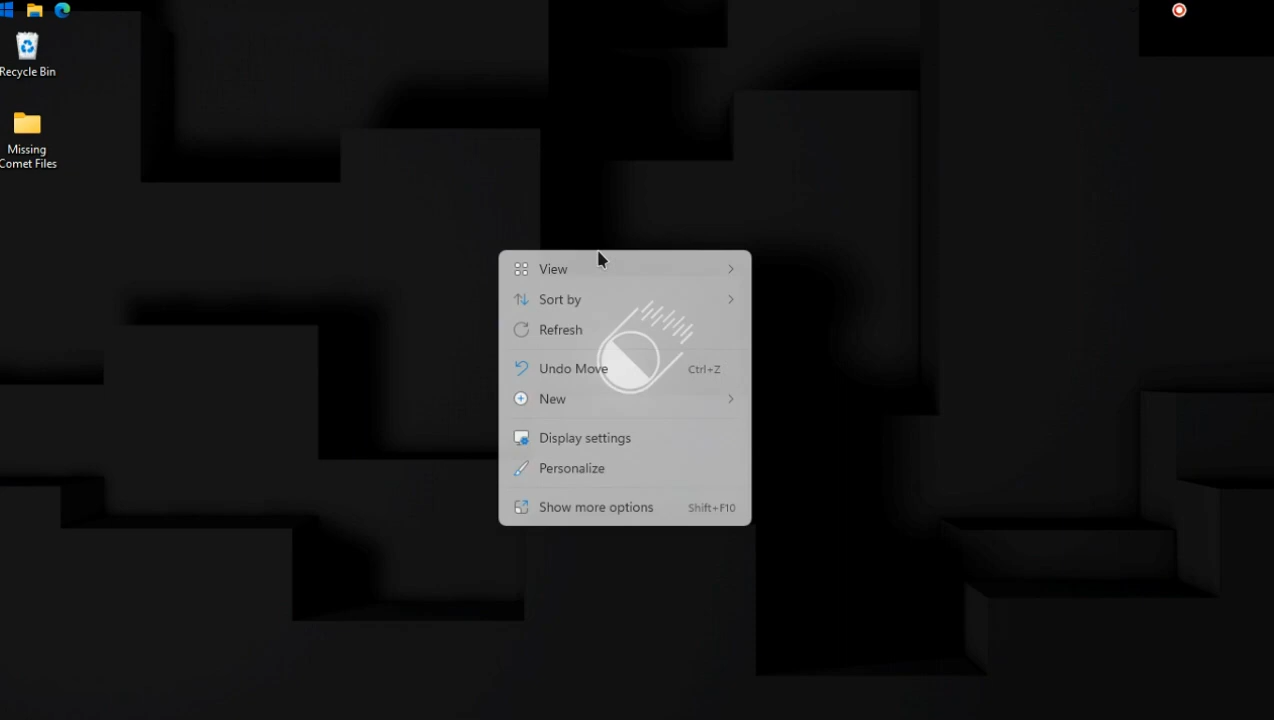 Recycle Bin
Missing
Comet Files
View
Sort by
Refresh
Undo Move Ctrl+Z
New
Display settings
Personalize
Show more options Shift+F10